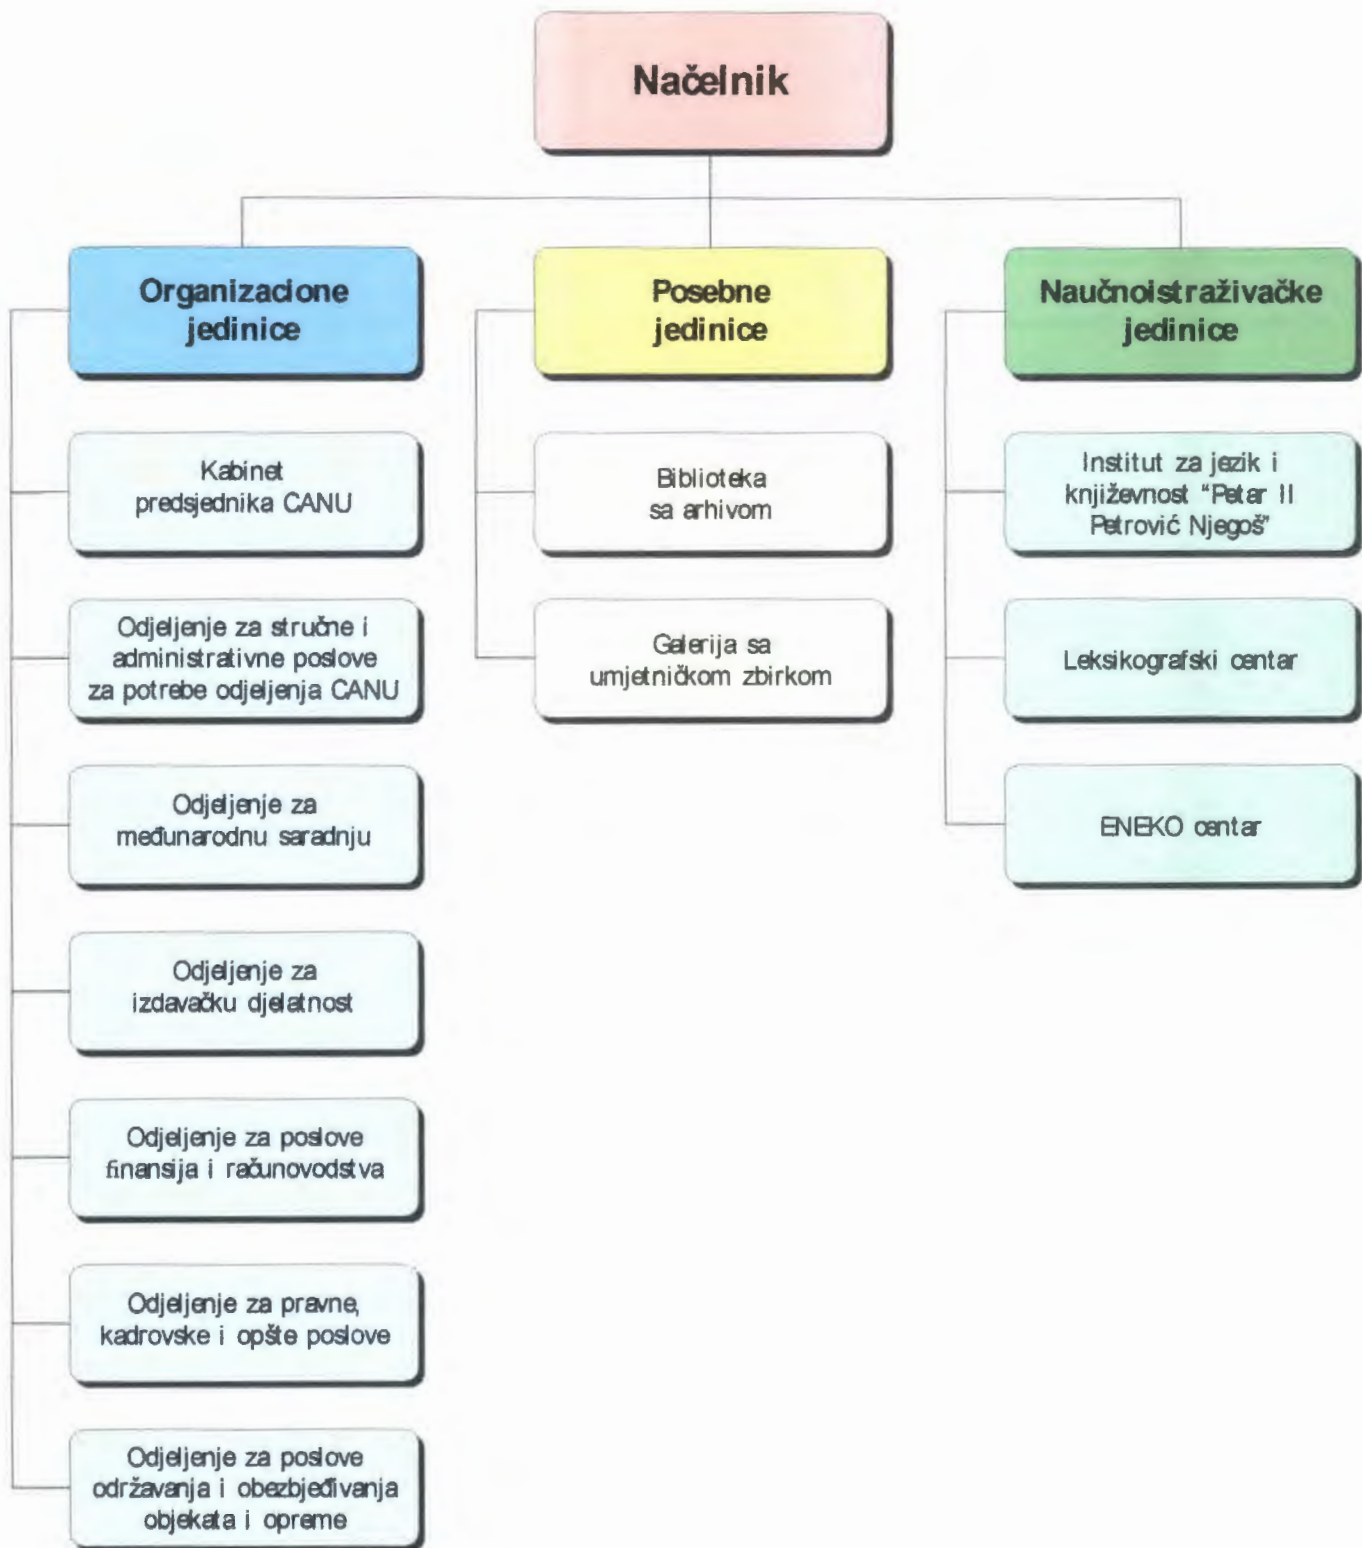 Načelnik
Organizacione
jedinice
Kabinet
predsjednika CANU
Odjeljenje za stručne i
administrativne poslove
za potrebe odjeljenja CANU
Odjeljenje za
međunarodnu saradnju
Odjeljenje za
izdavačku djelatnost
Odjeljenje za poslove
finansija i računovodstva
Odjeljenje za pravne,
kadrovske i opšte poslove
Odjeljenje za poslove
održavanja i obezbjeđivanja
objekata i opreme
Posebne
jedinice
Biblioteka
sa arhivom
Galerija sa
umjetničkom zbirkom
Naučnoistraživačke
jedinice
Institut za jezik i
književnost "Petar II
Petrović Njegoš"
Leksikografski centar
ENEKO centar